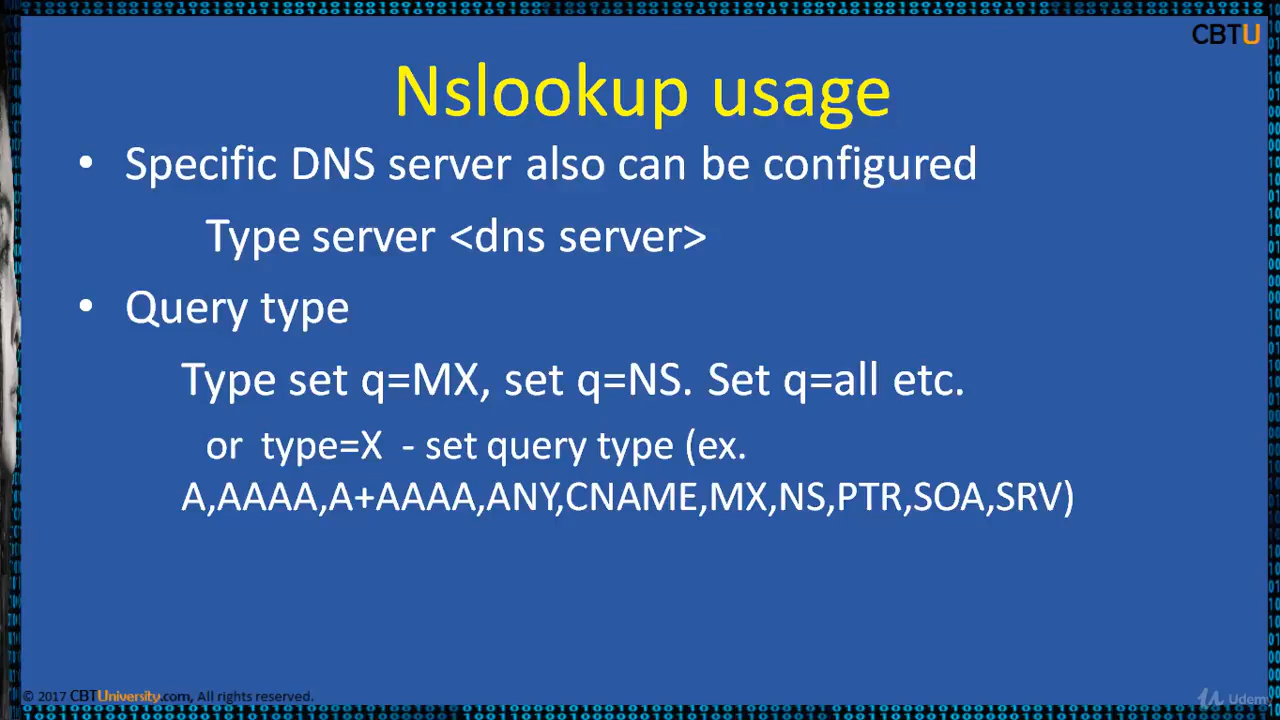 CBTU
Nslookup usage
• Specific DNS server also can be configured
Type server <dns server>
• Query type
Type set q=MX, set q=NS. Set q=all etc.
or type=X - set query type (ex.
A,AAAA,A+AAAA,ANY,CNAME,MX,NS,PTR,SOA,SRV)
© 2017 CBTUniversity.com, All rights reserved.
Udemy